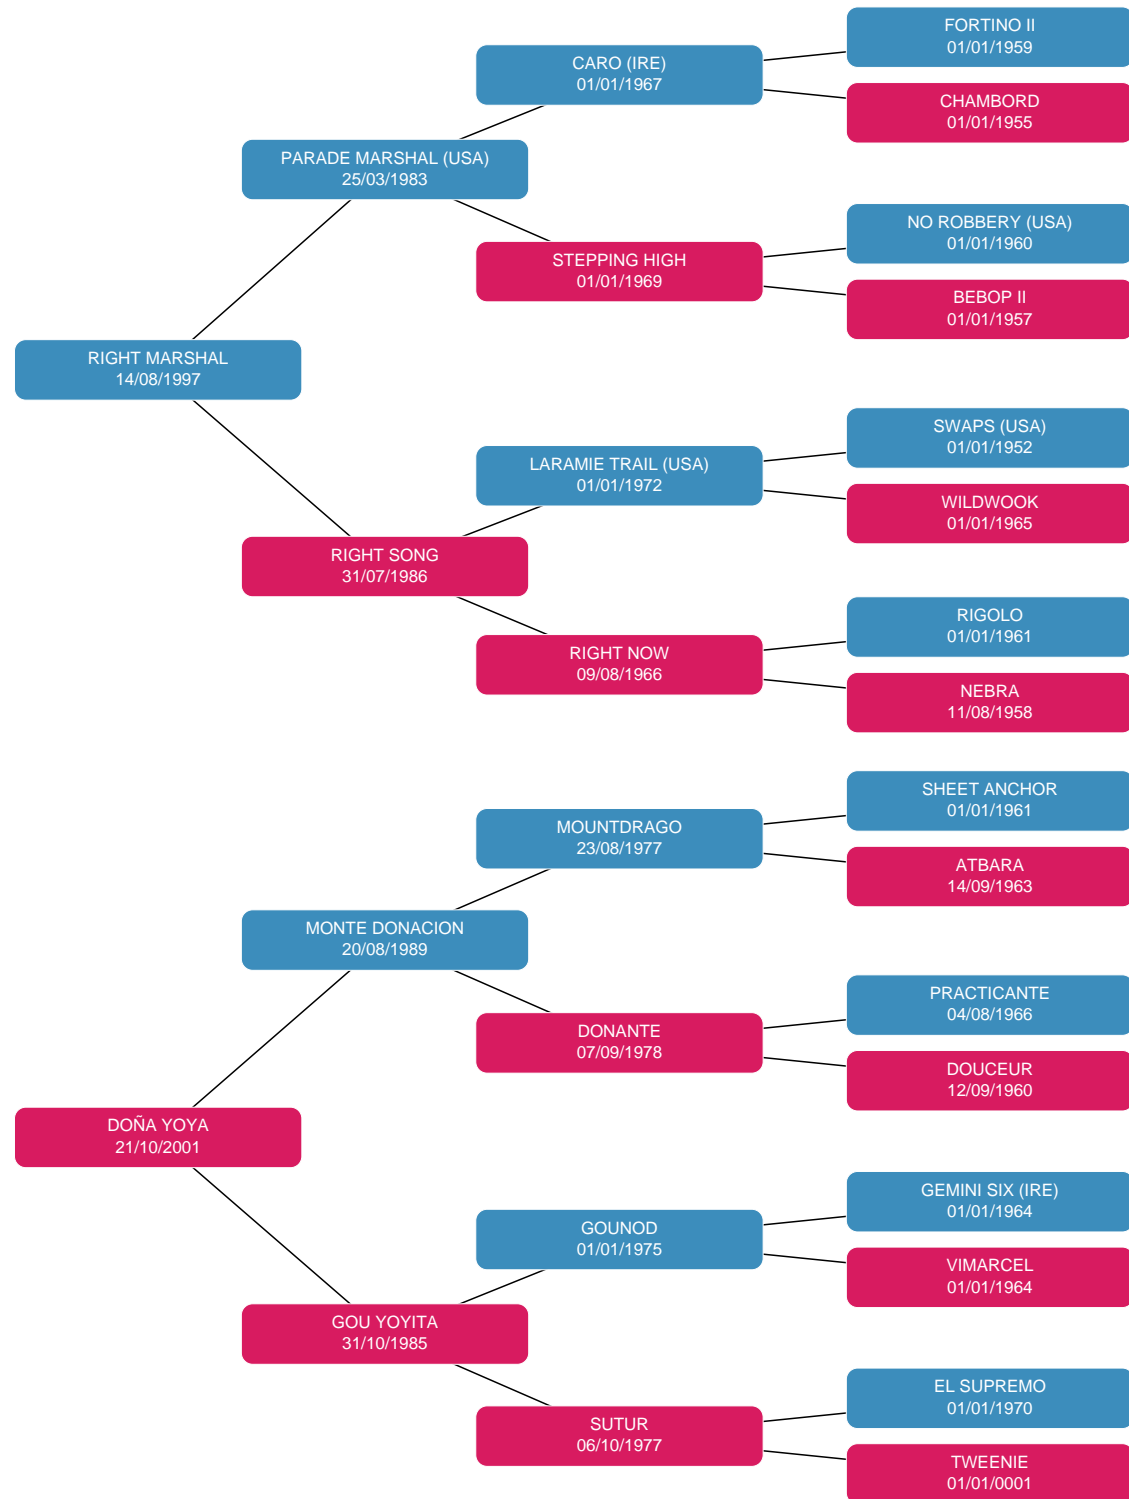 FORTINO II
01/01/1959
CARO (IRE)
01/01/1967
CHAMBORD
01/01/1955
PARADE MARSHAL (USA)
25/03/1983
NO ROBBERY (USA)
01/01/1960
STEPPING HIGH
01/01/1969
BEBOP II
01/01/1957
RIGHT MARSHAL
14/08/1997
SWAPS (USA)
01/01/1952
LARAMIE TRAIL (USA)
01/01/1972
WILDWOOK
01/01/1965
RIGHT SONG
31/07/1986
RIGOLO
01/01/1961
RIGHT NOW
09/08/1966
NEBRA
11/08/1958
SHEET ANCHOR
01/01/1961
MOUNTDRAGO
23/08/1977
ATBARA
14/09/1963
MONTE DONACION
20/08/1989
PRACTICANTE
04/08/1966
DONANTE
07/09/1978
DOUCEUR
12/09/1960
DOÑA YOYA
21/10/2001
GEMINI SIX (IRE)
01/01/1964
GOUNOD
01/01/1975
VIMARCEL
01/01/1964
GOU YOYITA
31/10/1985
EL SUPREMO
01/01/1970
SUTUR
06/10/1977
TWEENIE
01/01/0001